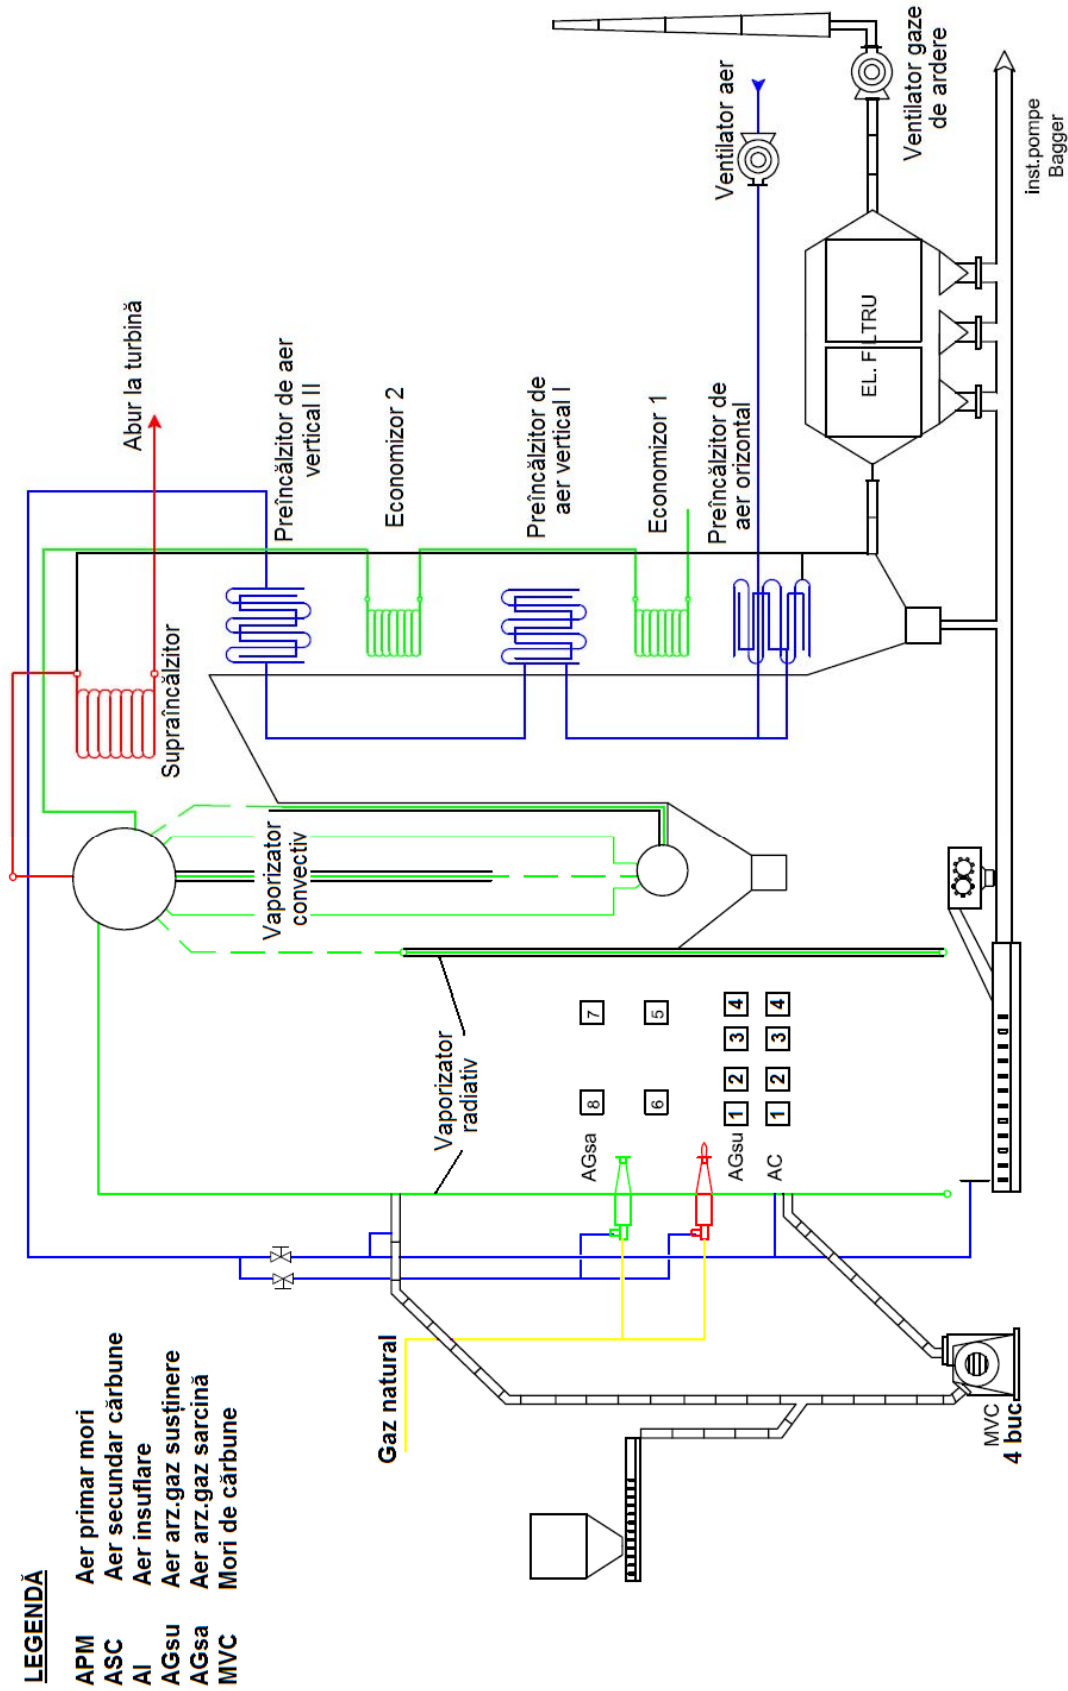 LEGENDĂ
APM Aer primar mori
ASC Aer secundar cărbune
AI Aer insuflare
AGsu Aer arz.gaz susținere
AGsa Aer arz.gaz sarcină
MVC Mori de cărbune
Abur la turbină
Supraîncălzitor
Preîncălzitor de aer
vertical II
Economizor 2
Preîncălzitor de
aer vertical I
Economizor 1
Preîncălzitor de
aer orizontal
Ventilator aer
Ventilator gaze
de ardere
EL. FILTRU
inst.pompe
Bagger
Vaporizator
convectiv
Vaporizator
radiativ
AGsa
8
7
6
5
AGsu
1
2
3
4
AC
1
2
3
4
Gaz natural
MVC
4 buc